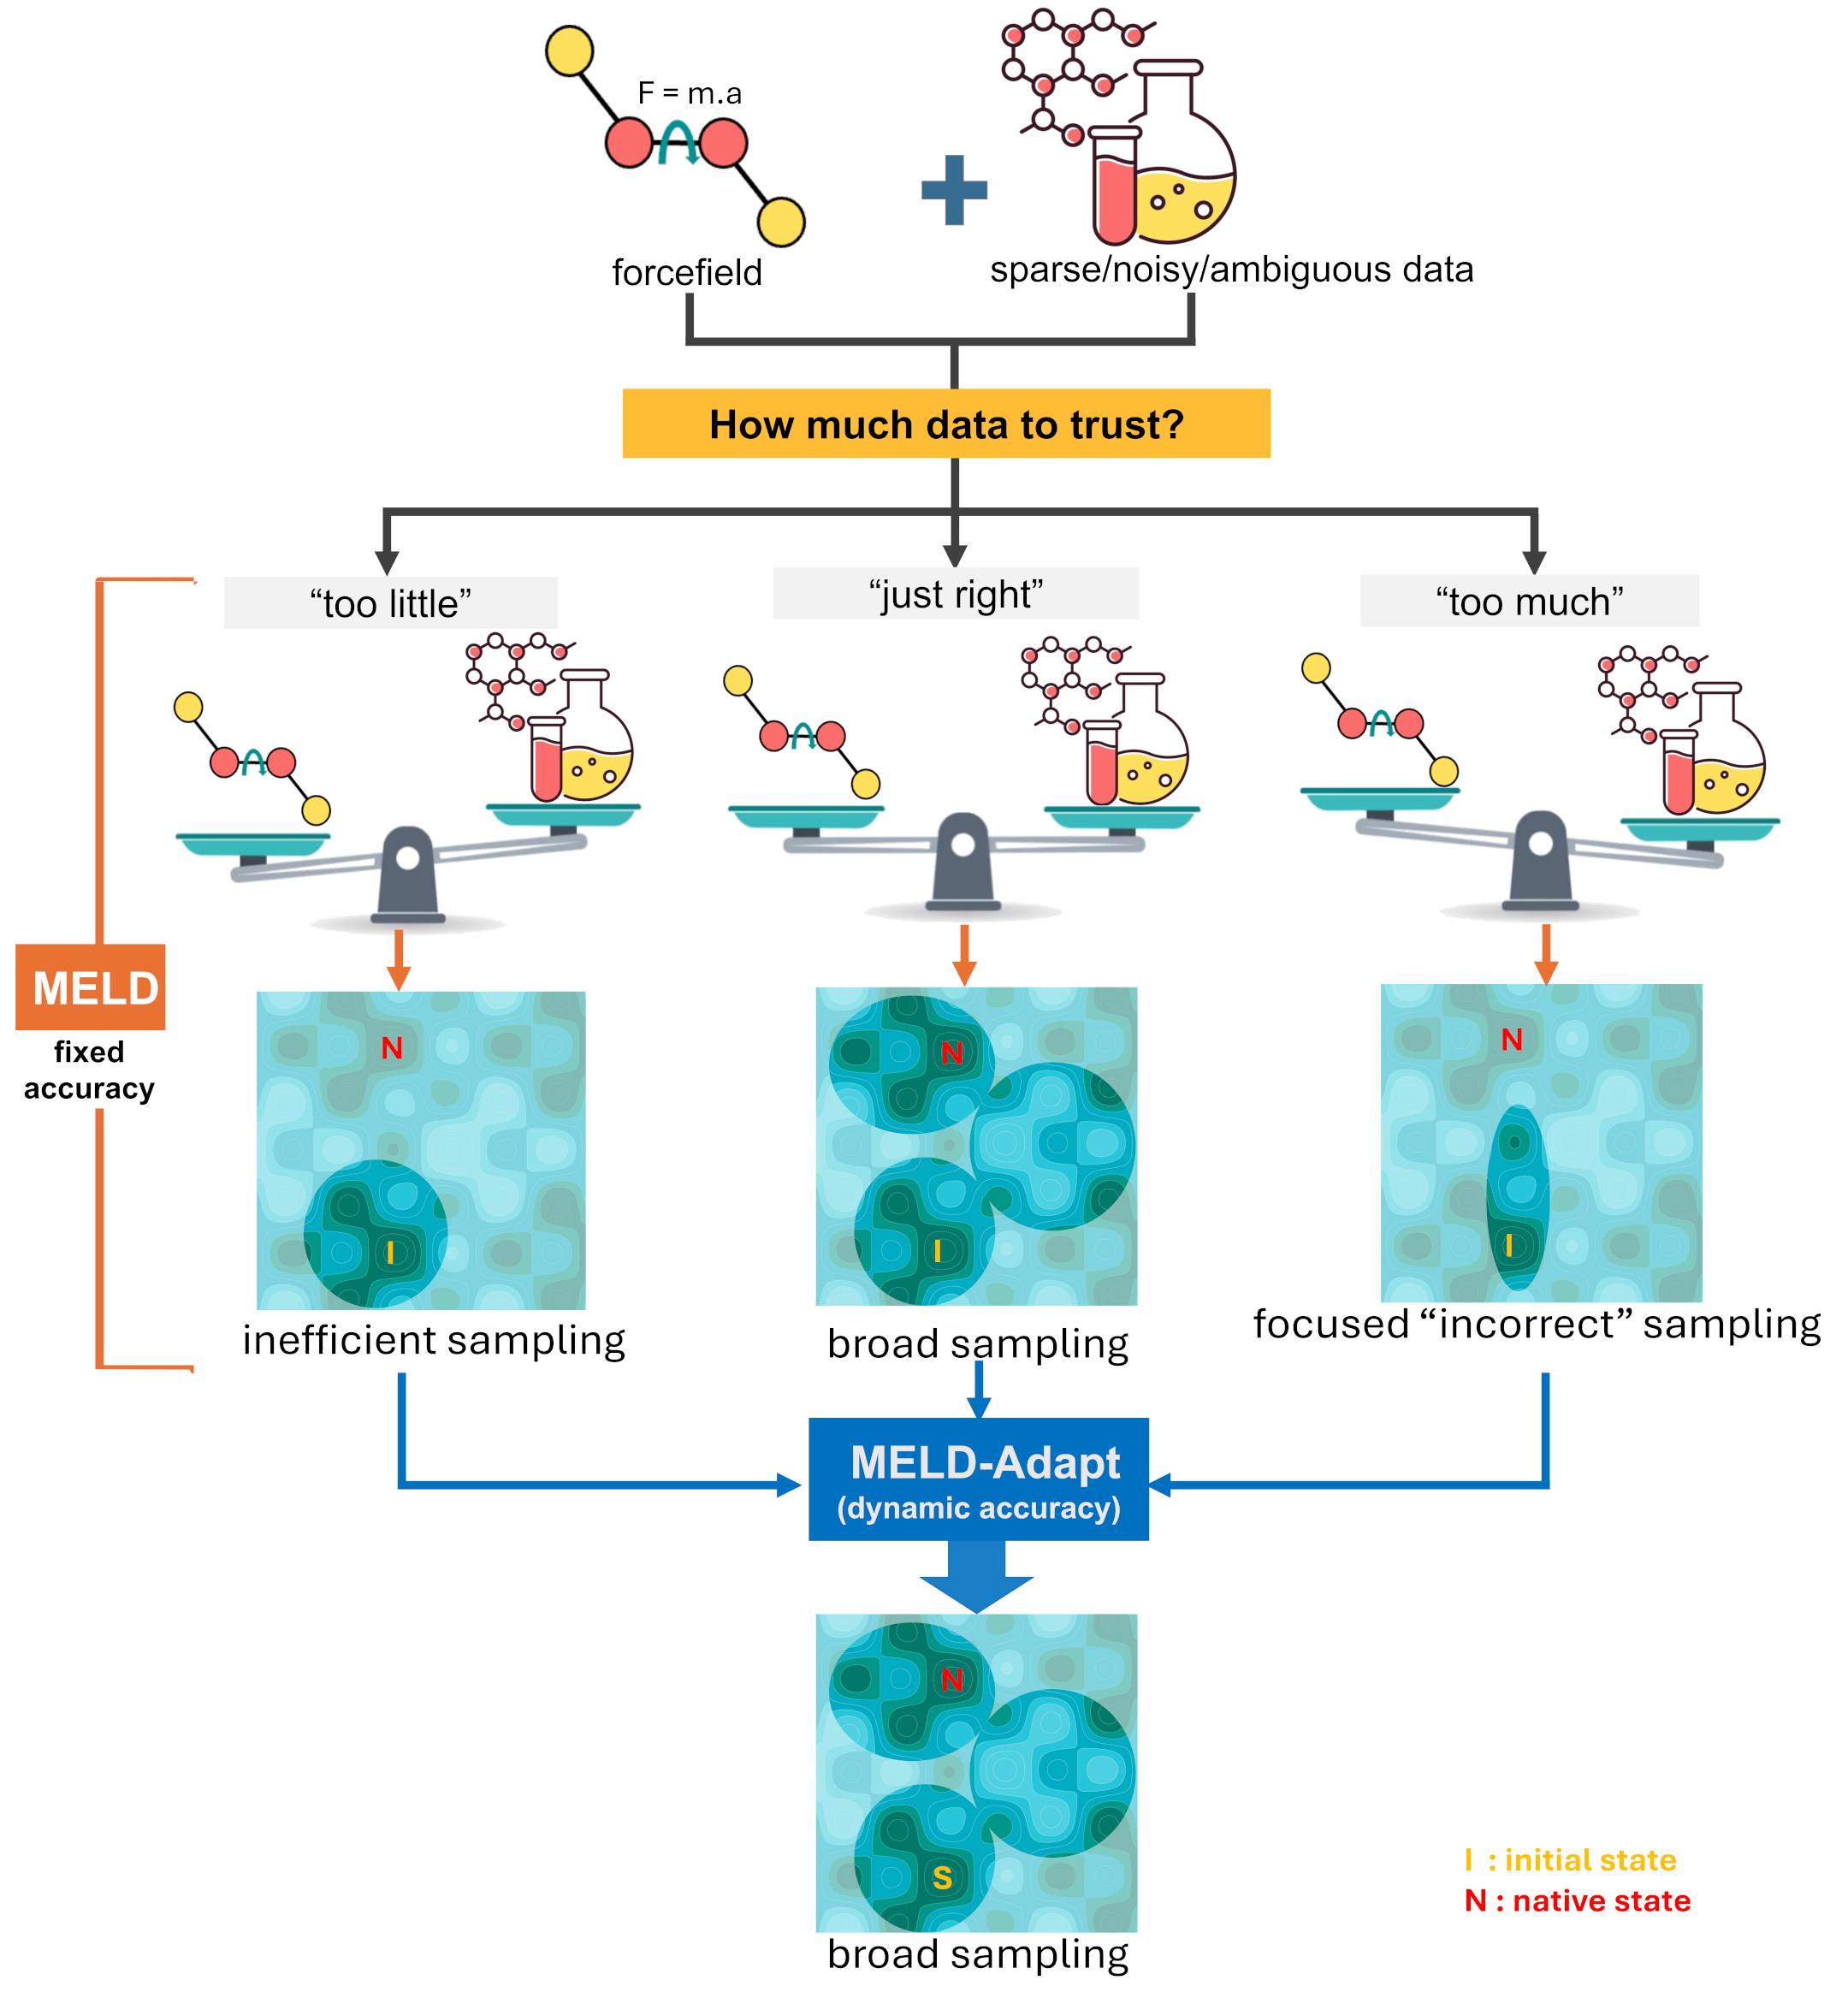 F = m.a
forcefield
sparse/noisy/ambiguous data
How much data to trust?
“too little”
“just right”
“too much”
MELD
fixed
accuracy
N
I
N
I
N
I
inefficient sampling
broad sampling
focused “incorrect” sampling
MELD-Adapt
(dynamic accuracy)
N
S
broad sampling
I : initial state
N : native state